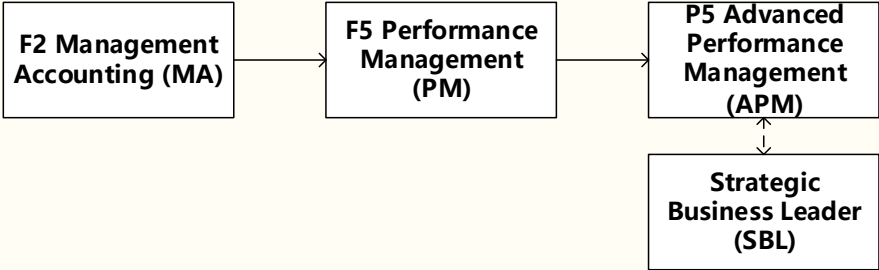 F2 Management
Accounting (MA)
F5 Performance
Management
(PM)
P5 Advanced
Performance
Management
(APM)
Strategic
Business Leader
(SBL)